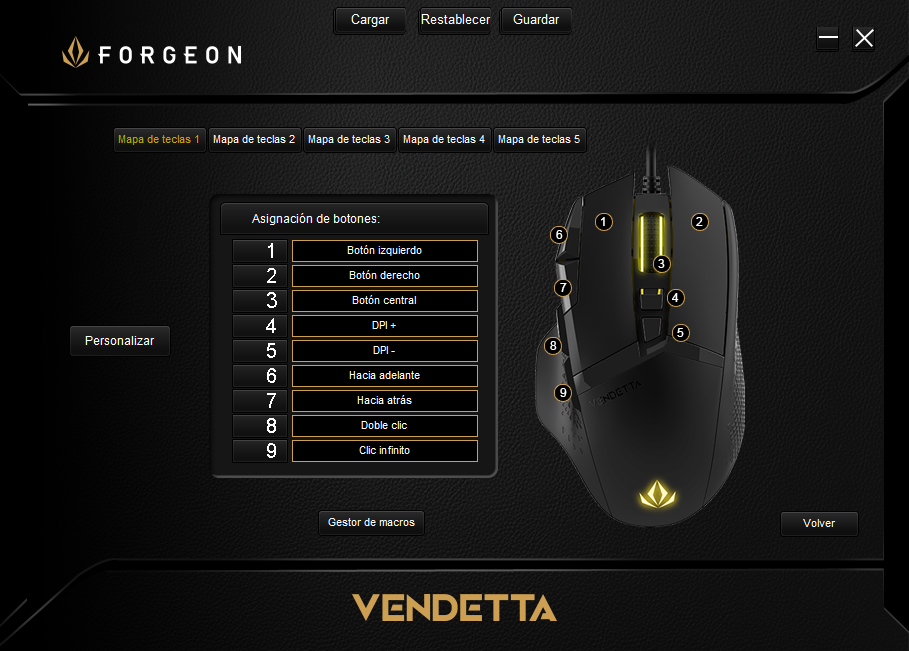 Cargar Restablecer Guardar
FORGEON
Mapa de teclas 1 Mapa de teclas 2 Mapa de teclas 3 Mapa de teclas 4 Mapa de teclas 5
Asignación de botones:
1 Botón izquierdo
2 Botón derecho
3 Botón central
4 DPI +
5 DPI -
6 Hacia adelante
7 Hacia atrás
8 Doble clic
9 Clic infinito
Personalizar
1
2
6
3
7
4
5
8
9
VENDETTA
Gestor de macros
Volver
VENDETTA